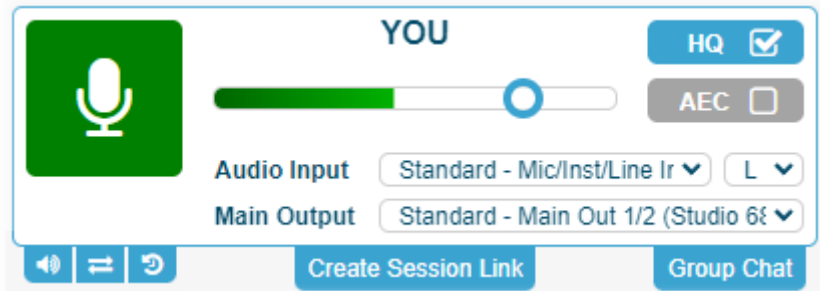 YOU
HQ
AEC
Audio Input Standard - Mic/Inst/Line Ir L
Main Output Standard - Main Out 1/2 (Studio 68
Create Session Link
Group Chat